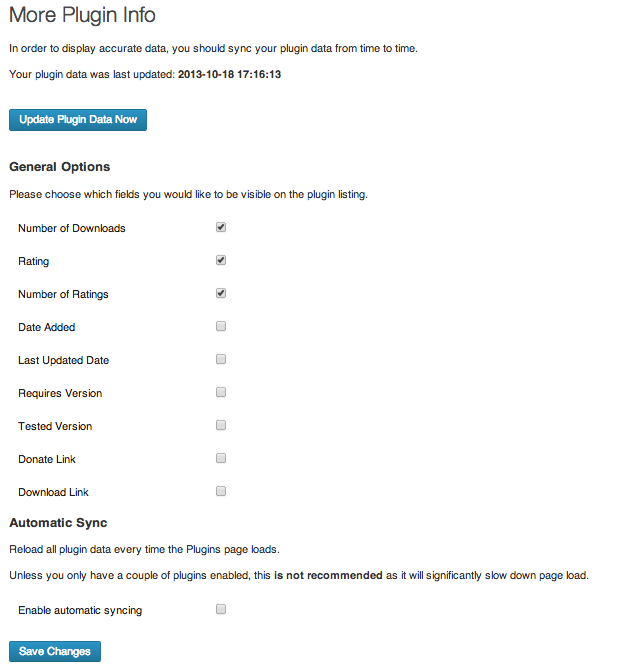 More Plugin Info
In order to display accurate data, you should sync your plugin data from time to time.
Your plugin data was last updated: 2013-10-18 17:16:13
Update Plugin Data Now
General Options
Please choose which fields you would like to be visible on the plugin listing.
Number of Downloads
Rating
Number of Ratings
Date Added
Last Updated Date
Requires Version
Tested Version
Donate Link
Download Link
Automatic Sync
Reload all plugin data every time the Plugins page loads.
Unless you only have a couple of plugins enabled, this is not recommended as it will significantly slow down page load.
Enable automatic syncing
Save Changes